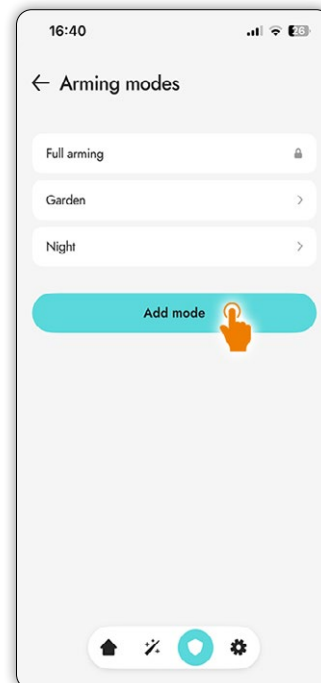 16:40 26
← Arming modes
Full arming
Garden
Night
Add mode